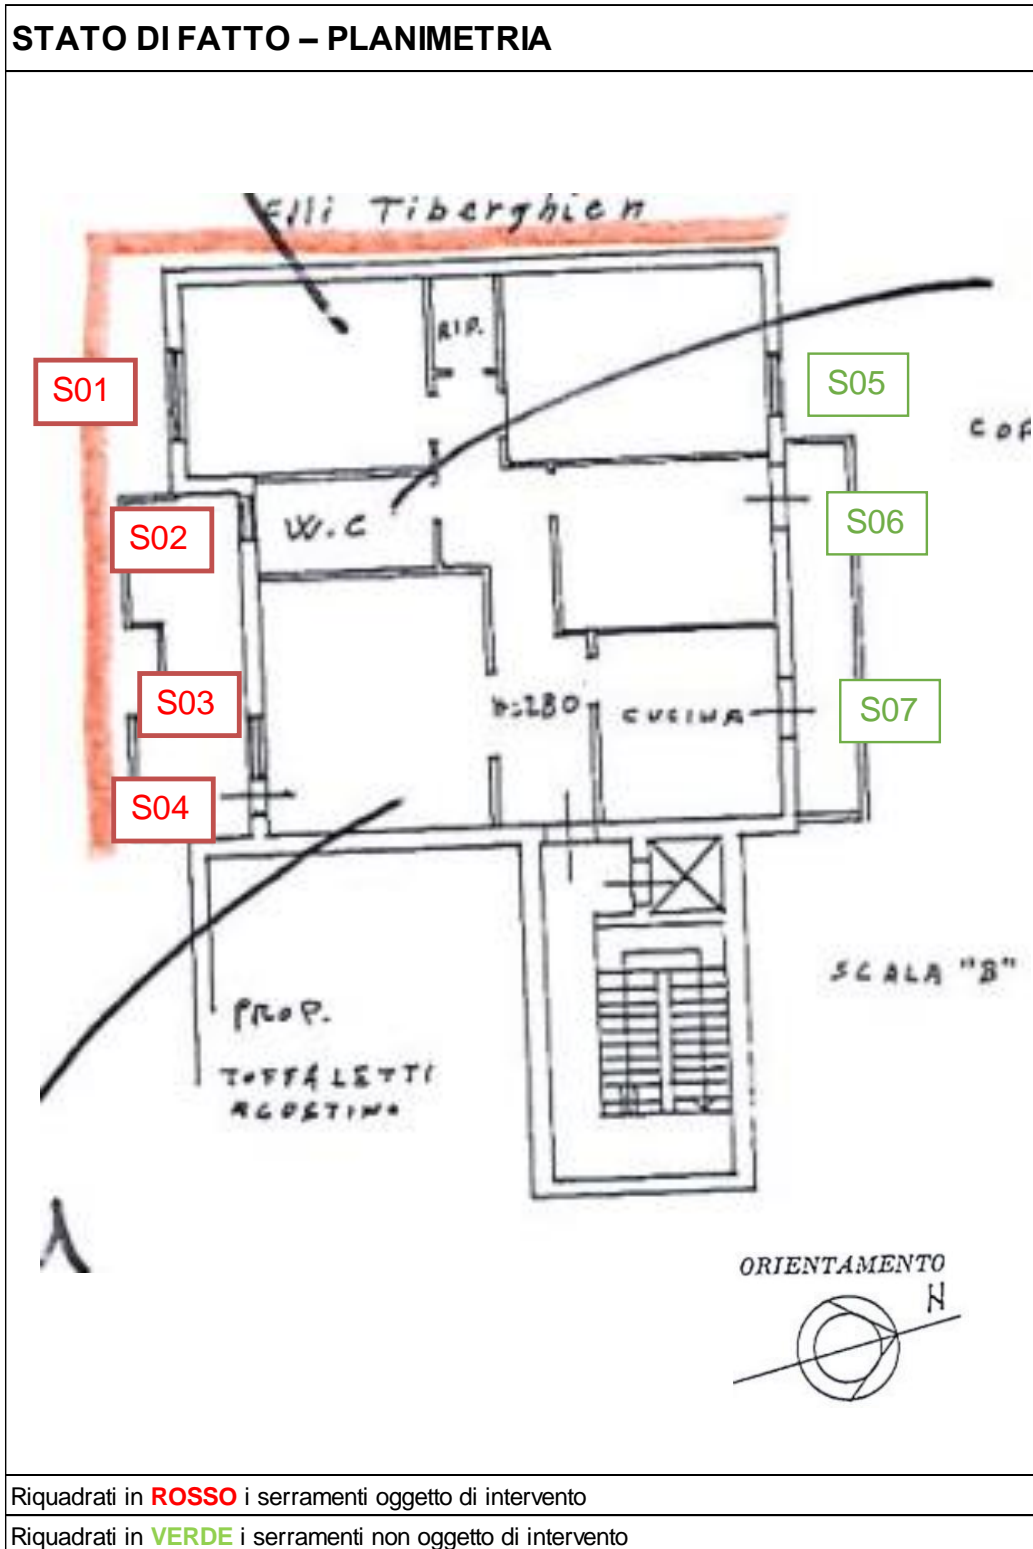 STATO DI FATTO – PLANIMETRIA
F.lli Tiberghien
RIP.
S01
S05
W.C
S02
S06
S03
h=280
CUCINA
S07
S04
SCALA "B"
PROP.
TOFFALETTI
AGOSTINO
ORIENTAMENTO
N
Riquadrati in ROSSO i serramenti oggetto di intervento
Riquadrati in VERDE i serramenti non oggetto di intervento